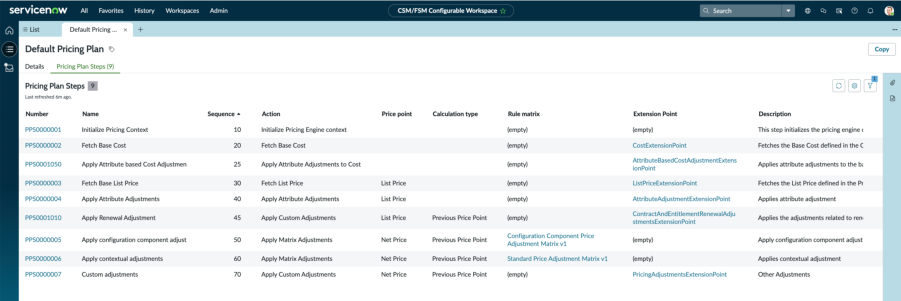 servicenow All Favorites History Workspaces Admin CSM/FSM Configurable Workspace ☆ Search
List Default Pricing ... × +
Default Pricing Plan Copy
Details Pricing Plan Steps (9)
Pricing Plan Steps 9 1
Last refreshed 6m ago.
Number Name Sequence Action Price point Calculation type Rule matrix Extension Point Description
PPS0000001 Initialize Pricing Context 10 Initialize Pricing Engine context (empty) (empty) This step initializes the pricing engine c
PPS0000002 Fetch Base Cost 20 Fetch Base Cost (empty) CostExtensionPoint Fetches the Base Cost defined in the C
PPS0001050 Apply Attribute based Cost Adjustmen 25 Apply Attribute Adjustments to Cost (empty) AttributeBasedCostAdjustmentExtens
ionPoint Applies attribute adjustments to the ba
PPS0000003 Fetch Base List Price 30 Fetch List Price List Price (empty) ListPriceExtensionPoint Fetches the List Price defined in the Pr
PPS0000004 Apply Attribute Adjustments 40 Apply Attribute Adjustments List Price (empty) AttributeAdjustmentExtensionPoint Applies attribute adjustment
PPS0001010 Apply Renewal Adjustment 45 Apply Custom Adjustments List Price Previous Price Point (empty) ContractAndEntitlementRenewalAdju
stmentsExtensionPoint Applies the adjustments related to ren
PPS0000005 Apply configuration component adjust 50 Apply Matrix Adjustments Net Price Previous Price Point Configuration Component Price
Adjustment Matrix v1 (empty) Apply configuration component adjust
PPS0000006 Apply contextual adjustments 60 Apply Matrix Adjustments Net Price Previous Price Point Standard Price Adjustment Matrix v1 (empty) Applies contextual adjustment
PPS0000007 Custom adjustments 70 Apply Custom Adjustments Net Price Previous Price Point (empty) PricingAdjustmentsExtensionPoint Other Adjustments